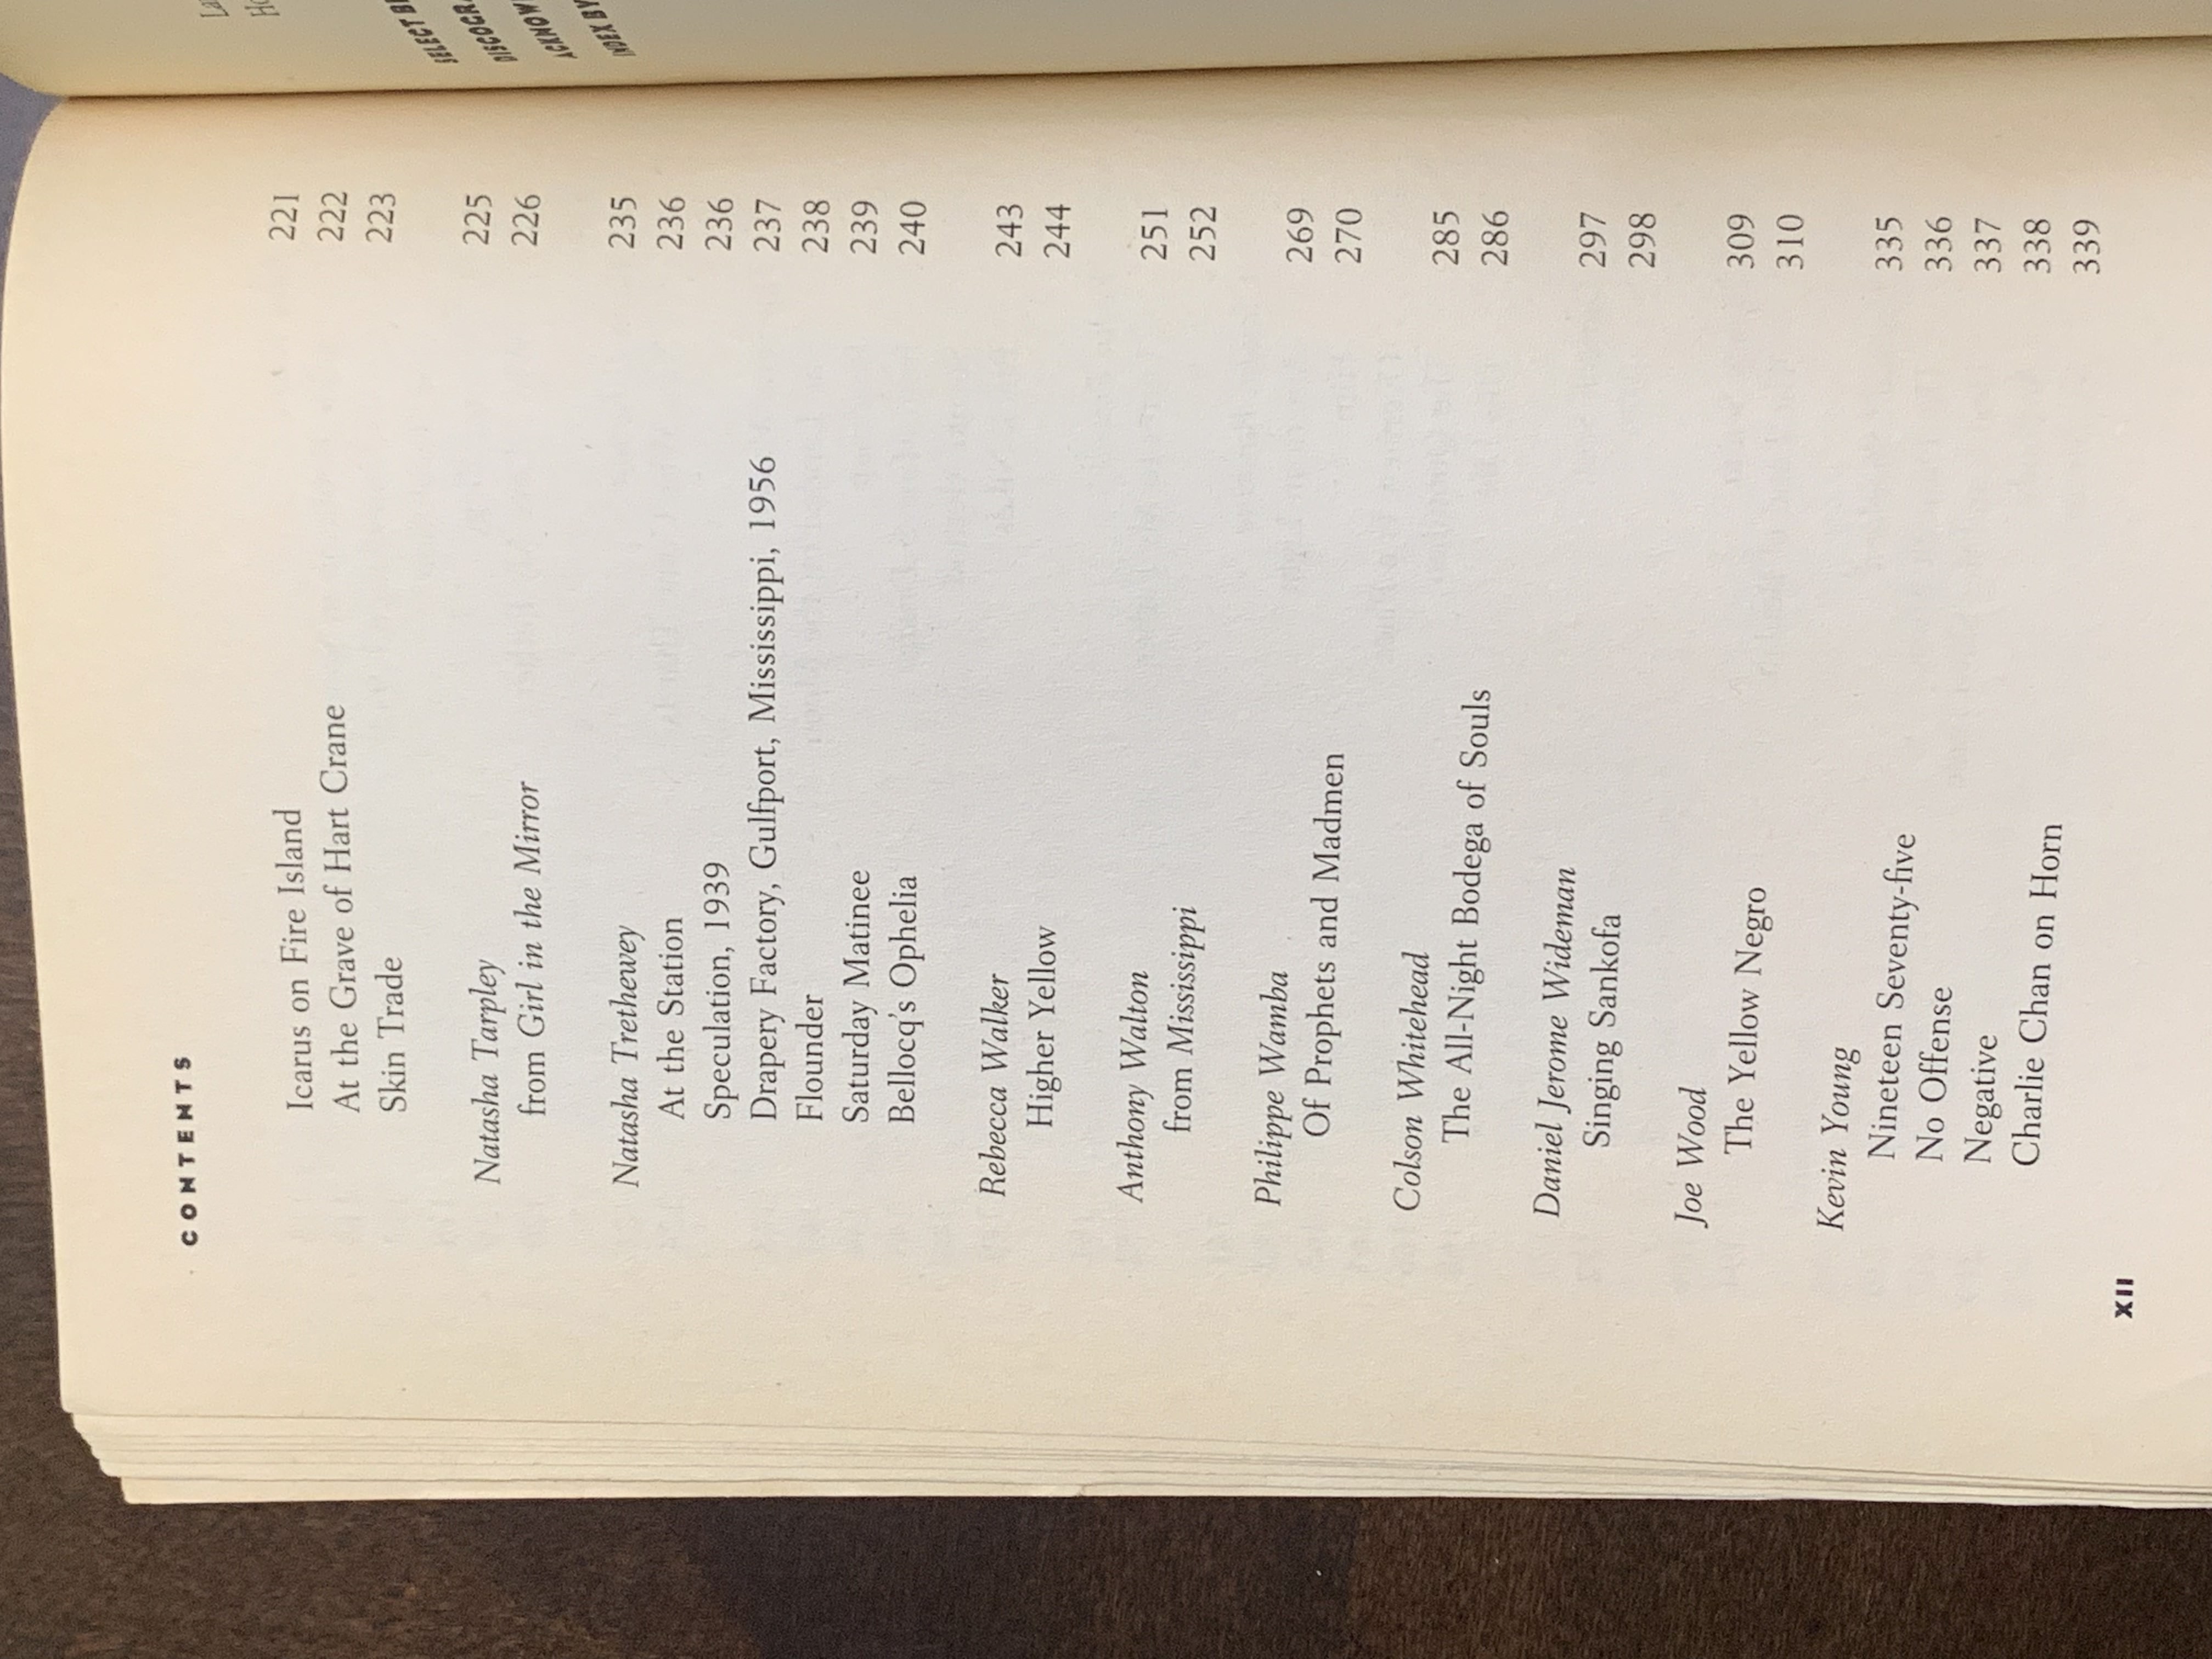 CONTENTS
Icarus on Fire Island 221
At the Grave of Hart Crane 222
Skin Trade 223
Natasha Tarpley 225
from Girl in the Mirror 226
Natasha Trethewey 235
At the Station 236
Speculation, 1939 236
Drapery Factory, Gulfport, Mississippi, 1956 237
Flounder 238
Saturday Matinee 239
Bellocq's Ophelia 240
Rebecca Walker 243
Higher Yellow 244
Anthony Walton 251
from Mississippi 252
Philippe Wamba 269
Of Prophets and Madmen 270
Colson Whitehead 285
The All-Night Bodega of Souls 286
Daniel Jerome Wideman 297
Singing Sankofa 298
Joe Wood 309
The Yellow Negro 310
Kevin Young 335
Nineteen Seventy-five 336
No Offense 337
Negative 338
Charlie Chan on Horn 339
XII
SELECT
INDEX